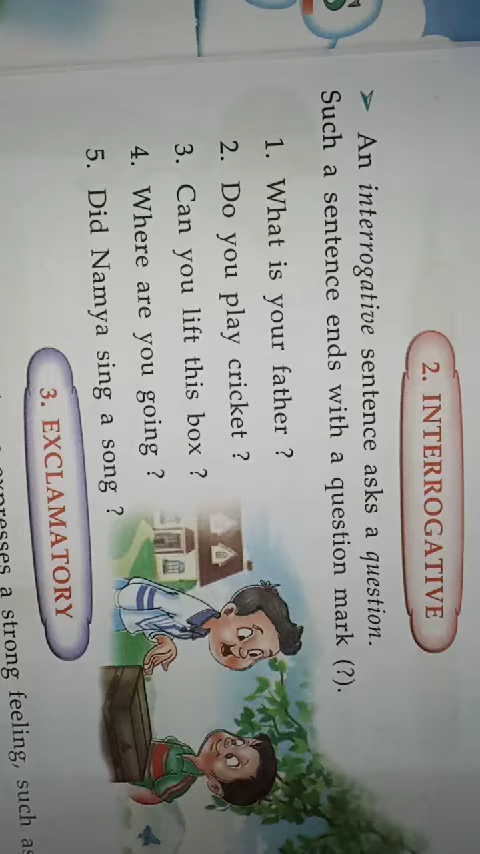 2. INTERROGATIVE
➤ An interrogative sentence asks a question.
Such a sentence ends with a question mark (?).
1. What is your father ?
2. Do you play cricket ?
3. Can you lift this box ?
4. Where are you going ?
5. Did Namya sing a song ?
3. EXCLAMATORY
expresses a strong feeling, such as